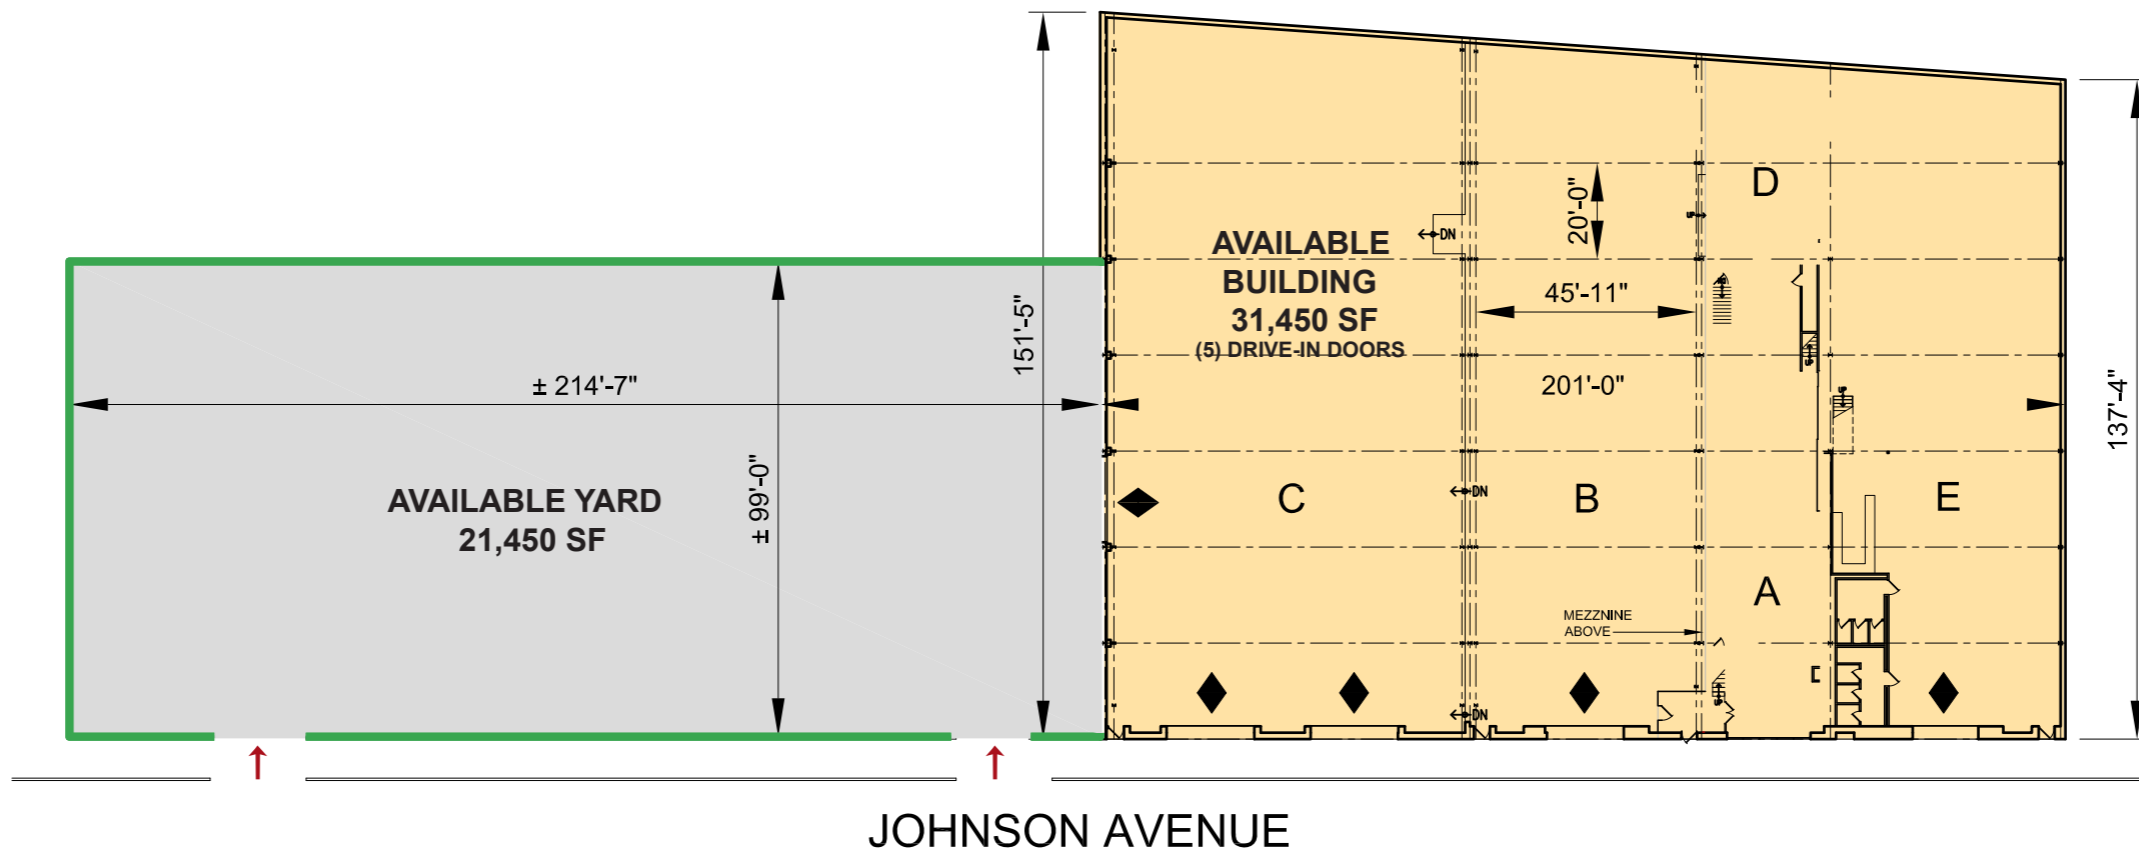 151'-5"
D
20'-0"
DN
AVAILABLE
BUILDING
31,450 SF
(5) DRIVE-IN DOORS
45'-11"
± 214'-7"
201'-0"
137'-4"
± 99'-0"
AVAILABLE YARD
21,450 SF
C
DN
B
E
A
MEZZNINE
ABOVE
DN
JOHNSON AVENUE